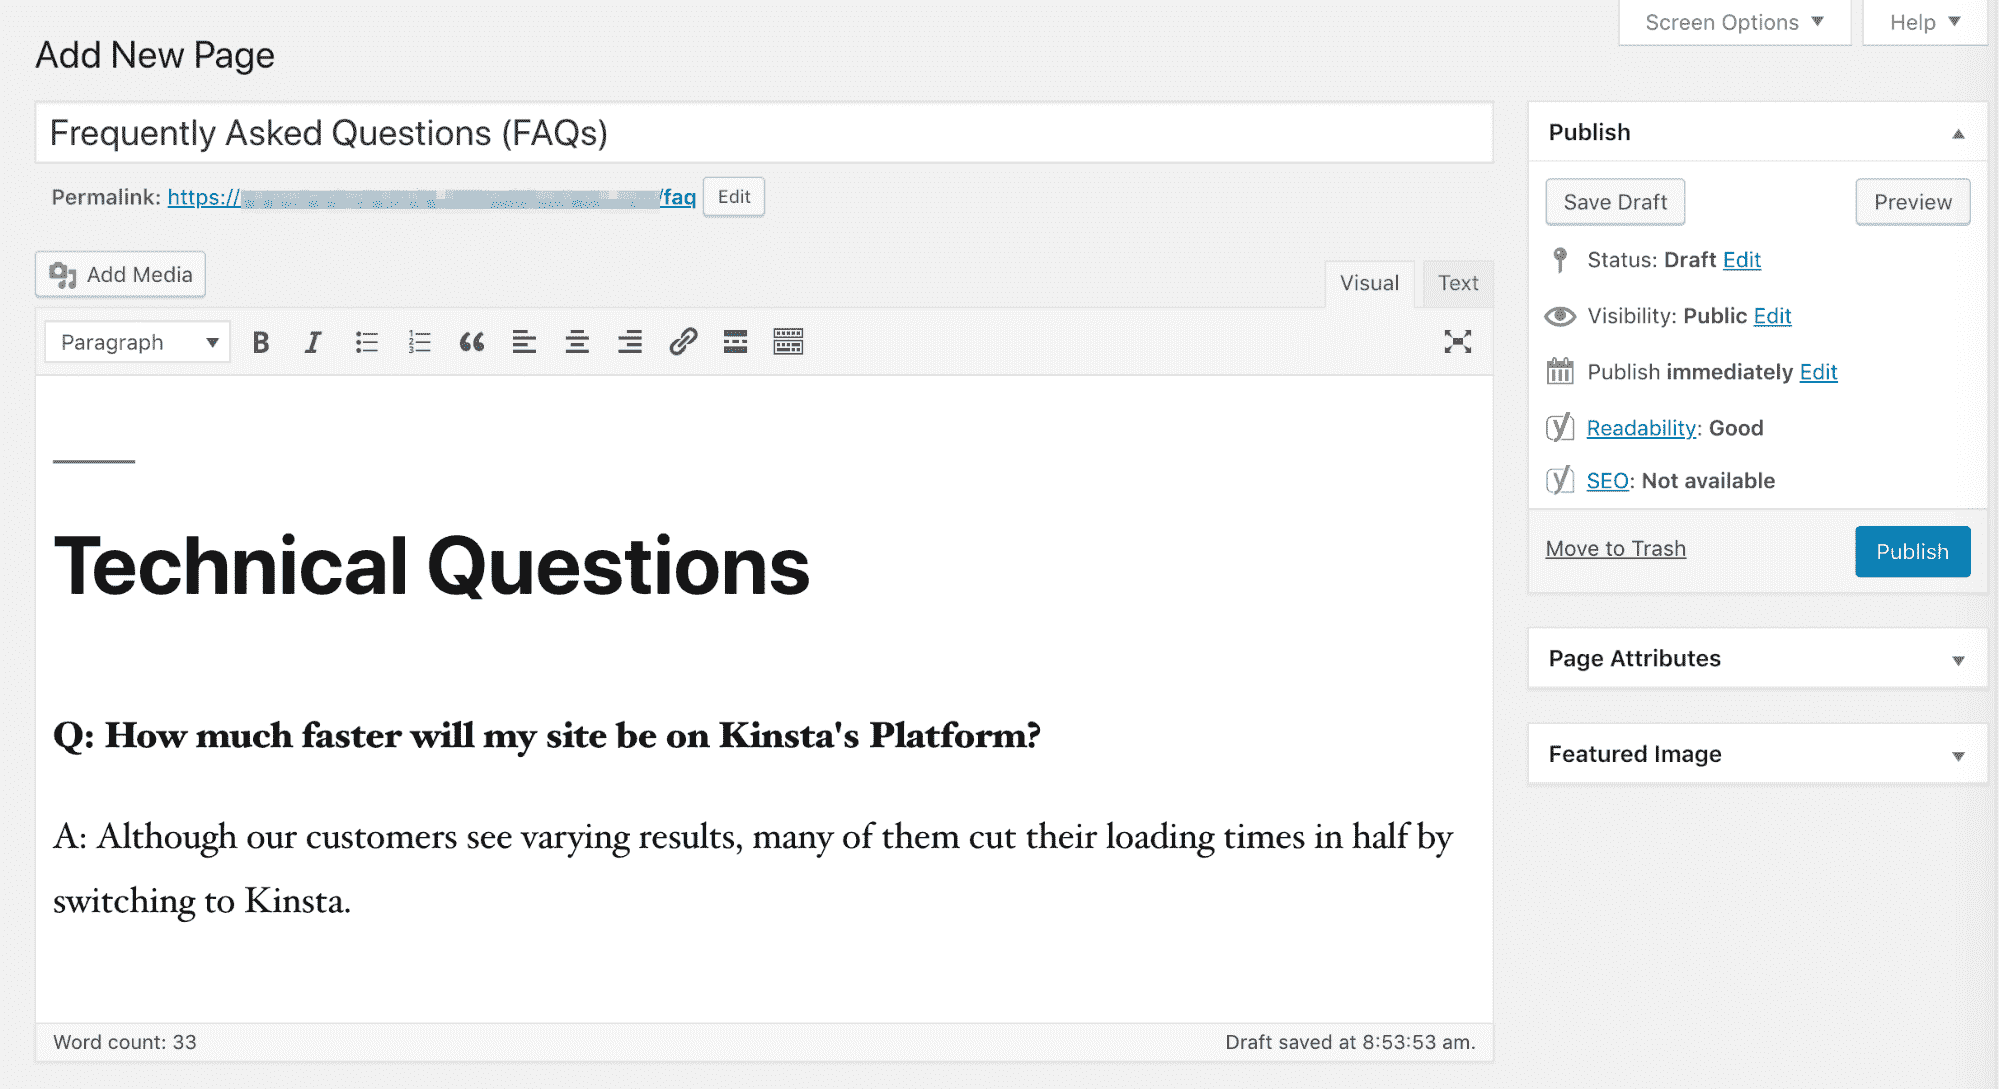 Screen Options
Help
Add New Page
Frequently Asked Questions (FAQs)
Permalink: https:// /faq Edit
Add Media
Visual
Text
Paragraph
B I
Technical Questions
Q: How much faster will my site be on Kinsta's Platform?
A: Although our customers see varying results, many of them cut their loading times in half by
switching to Kinsta.
Word count: 33
Draft saved at 8:53:53 am.
Publish
Save Draft
Preview
Status: Draft Edit
Visibility: Public Edit
Publish immediately Edit
Readability: Good
SEO: Not available
Move to Trash
Publish
Page Attributes
Featured Image